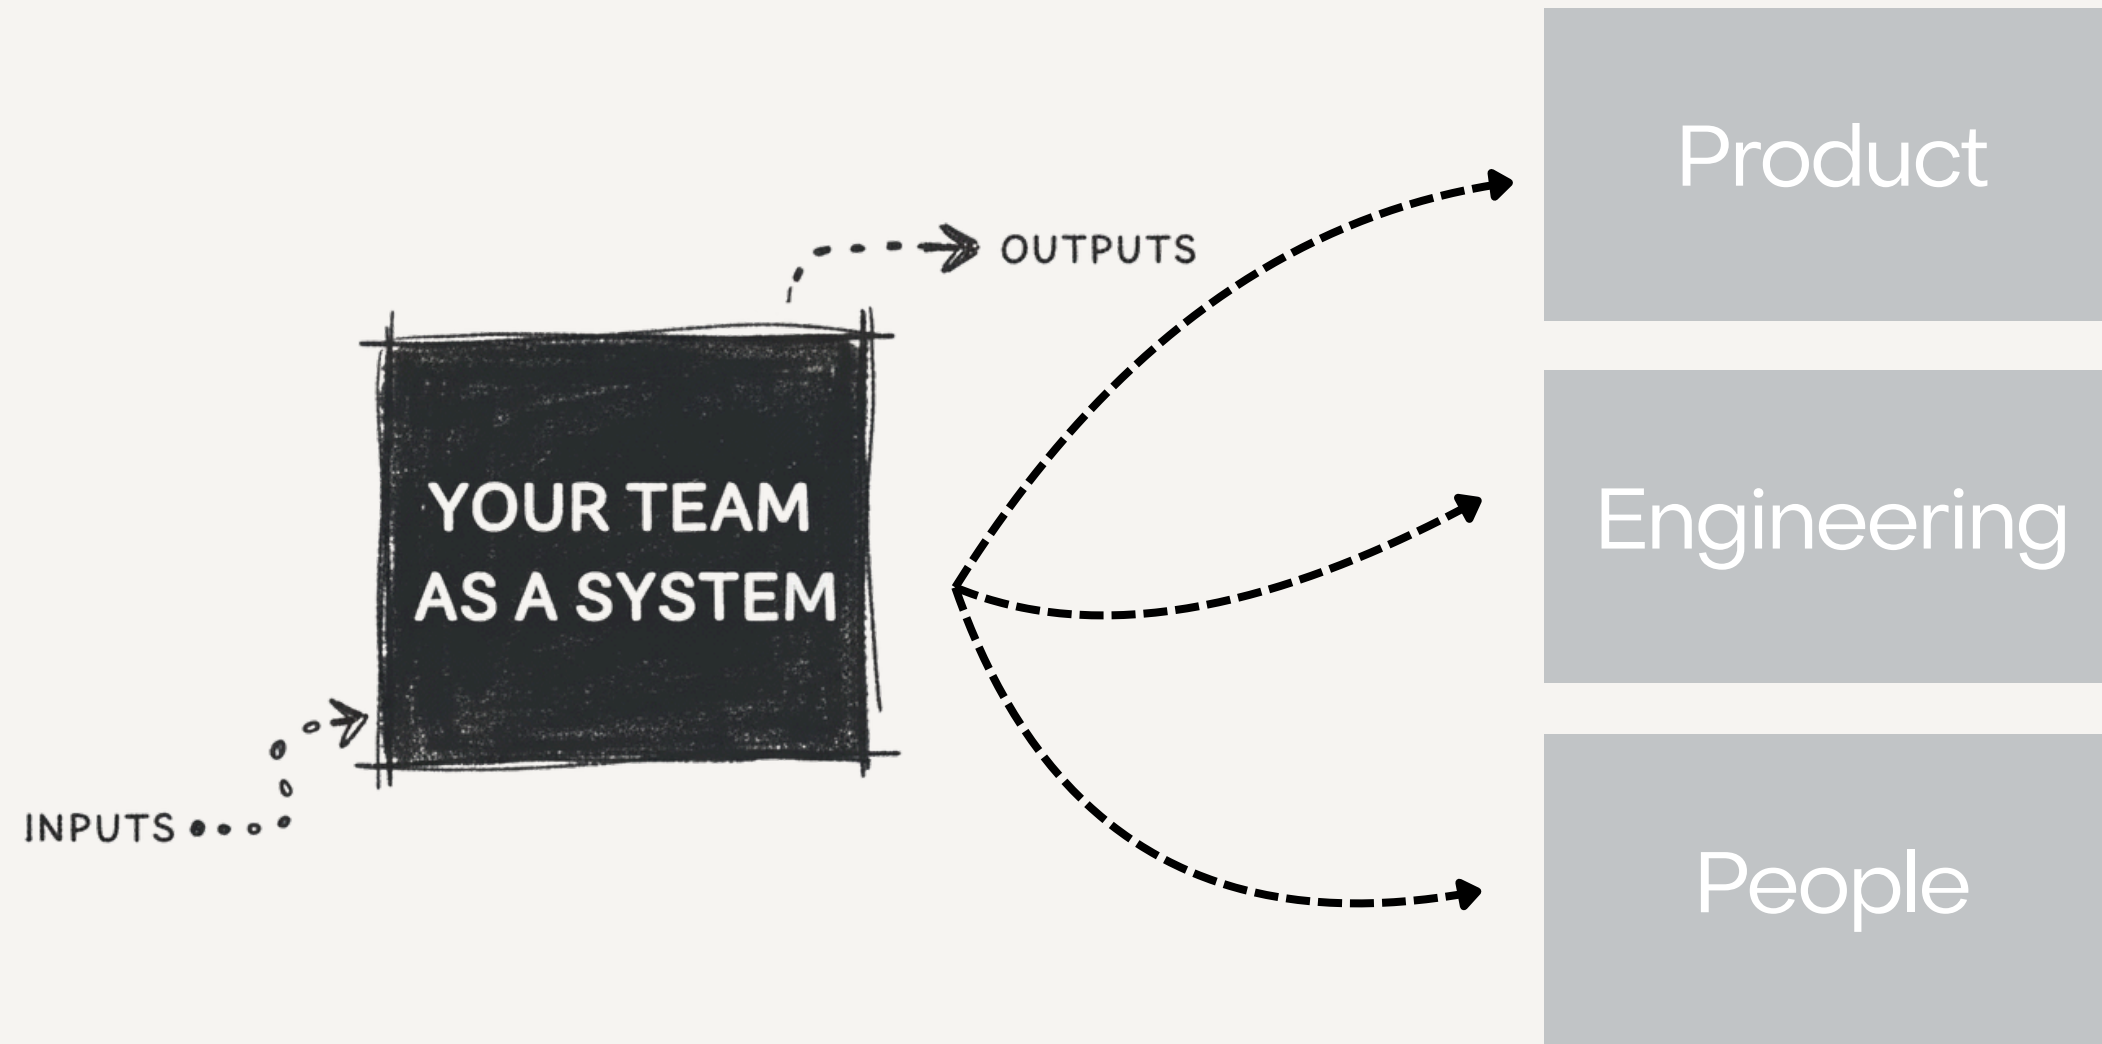 OUTPUTS
YOUR TEAM
AS A SYSTEM
INPUTS
Product
Engineering
People